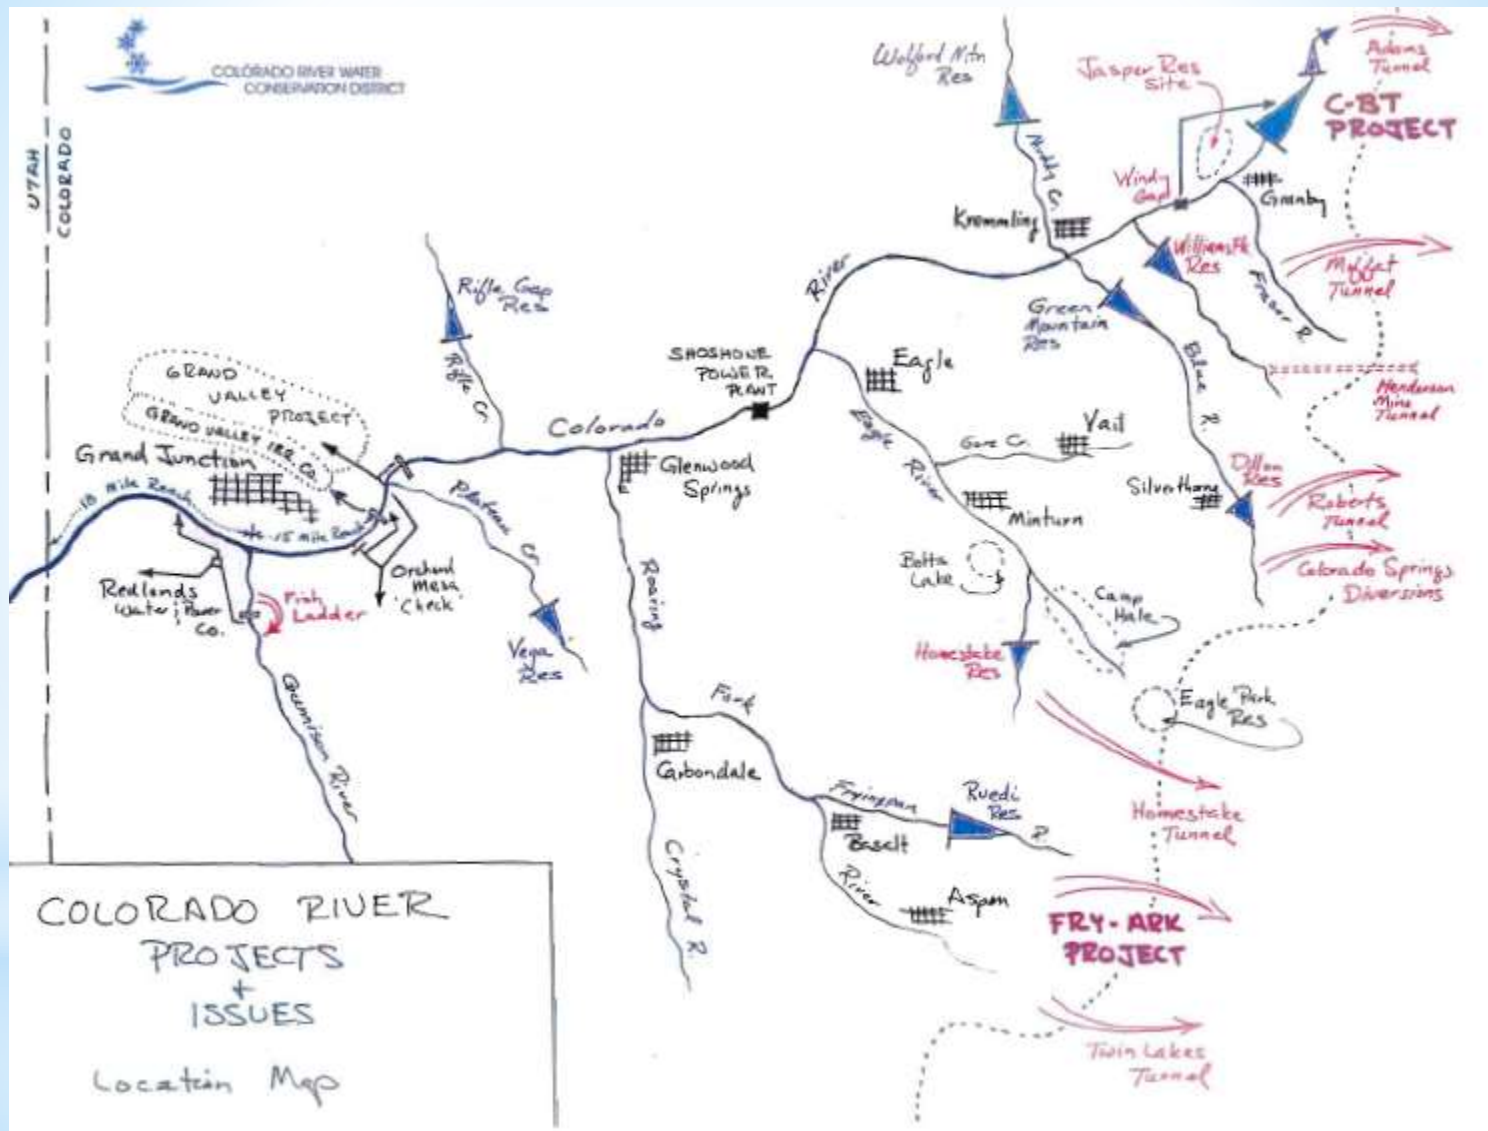 COLORADO RIVER WATER
CONSERVATION DISTRICT
UTAH
COLORADO
Wolford Mtn
Res
Jasper Res
site
Adams
Tunnel
C-BT
PROJECT
Muddy Cr.
Windy
Gap
Granby
Kremmling
Williams Fk
Res
Moffat
Tunnel
Fraser R.
River
Green
Mountain
Res
Blue R.
Henderson
Mine
Tunnel
Rifle Gap
Res
Rifle Cr.
SHOSHONE
POWER
PLANT
Eagle
Eagle River
Gore Cr.
Vail
GRAND
VALLEY
PROJECT
GRAND VALLEY IRR CO.
Grand Junction
Colorado
Glenwood
Springs
Plateau Cr.
18 Mile Reach
15 Mile Reach
Silverthorne
Dillon
Res
Roberts
Tunnel
Minturn
Bolts
Lake
Colorado Springs
Diversions
Redlands
Water & Power
Co.
Fish
Ladder
Orchard
Mesa
'Check'
Roaring
Camp
Hale
Vega
Res
Homestake
Res
Gunnison River
Fork
Eagle Park
Res
Carbondale
Fryingpan
Ruedi
Res
R.
Homestake
Tunnel
Basalt
River
Aspen
Crystal R.
FRY-ARK
PROJECT
Twin Lakes
Tunnel
COLORADO RIVER
PROJECTS
+
ISSUES
Location Map